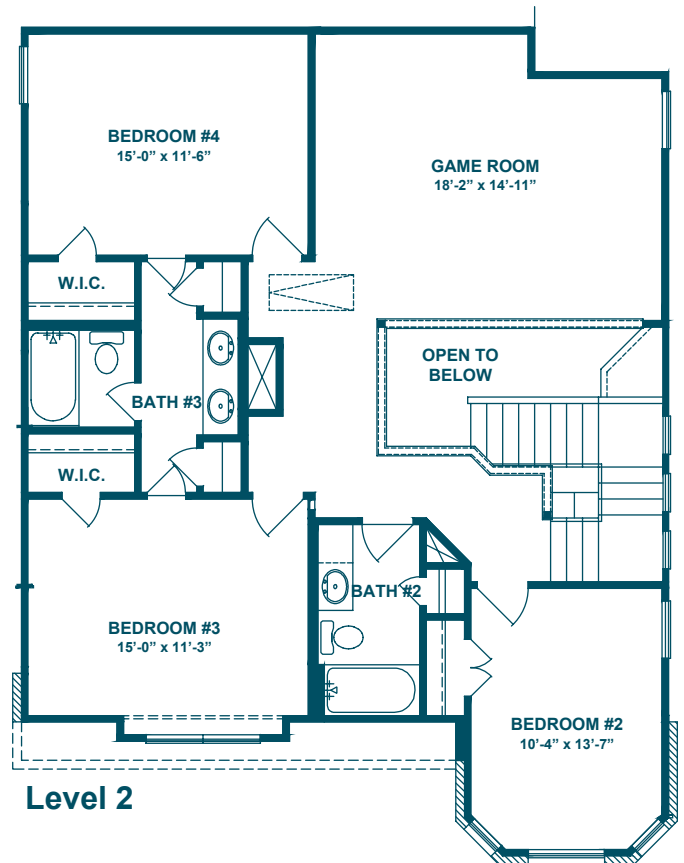 BEDROOM #4
15'-0” x 11'-6”
GAME ROOM
18'-2” x 14'-11”
W.I.C.
OPEN TO
BELOW
BATH #3
W.I.C.
BATH #2
BEDROOM #3
15'-0” x 11'-3”
BEDROOM #2
10'-4” x 13'-7”
Level 2